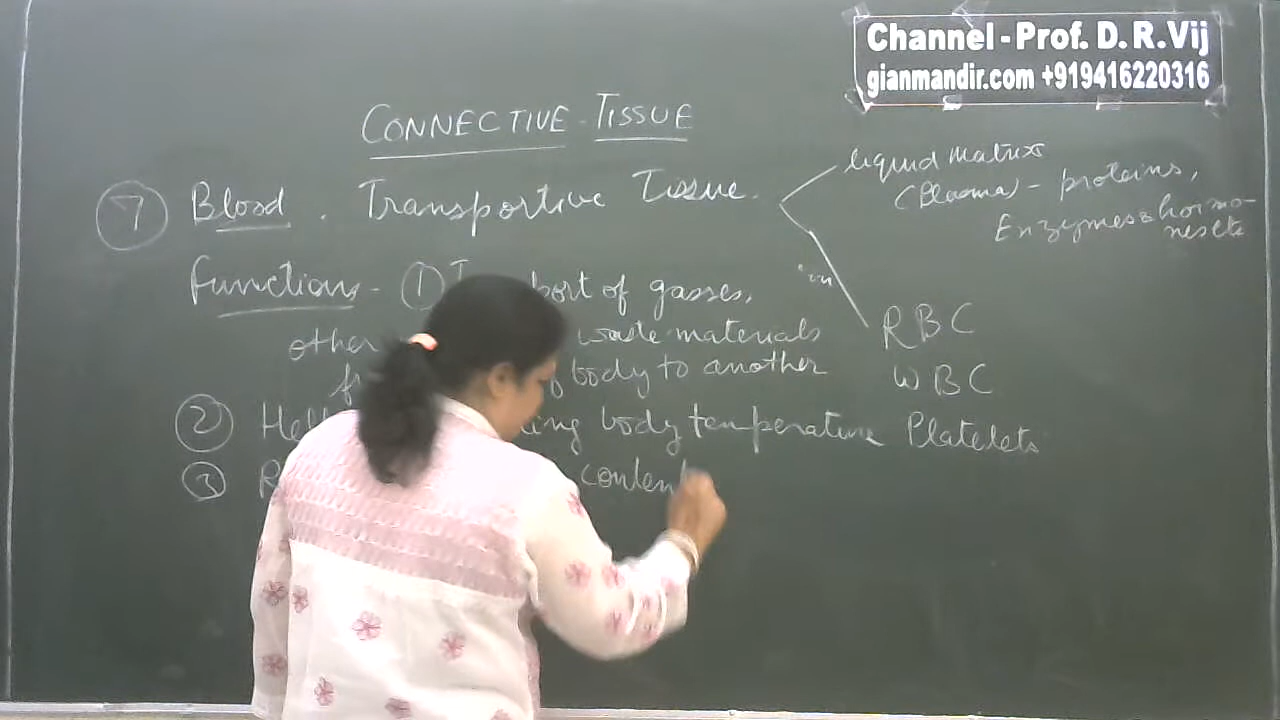 Channel - Prof. D. R. Vij
gianmandir.com +919416220316
CONNECTIVE TISSUE
7 Blood. Transportive Tissue.
liquid matrix
(Plasma) - proteins,
Enzymes & hormo-
nes etc
Functions - 1 port of gasses,
other waste materials
body to another
2 ing body temperature
3 conten
RBC
WBC
Platelets